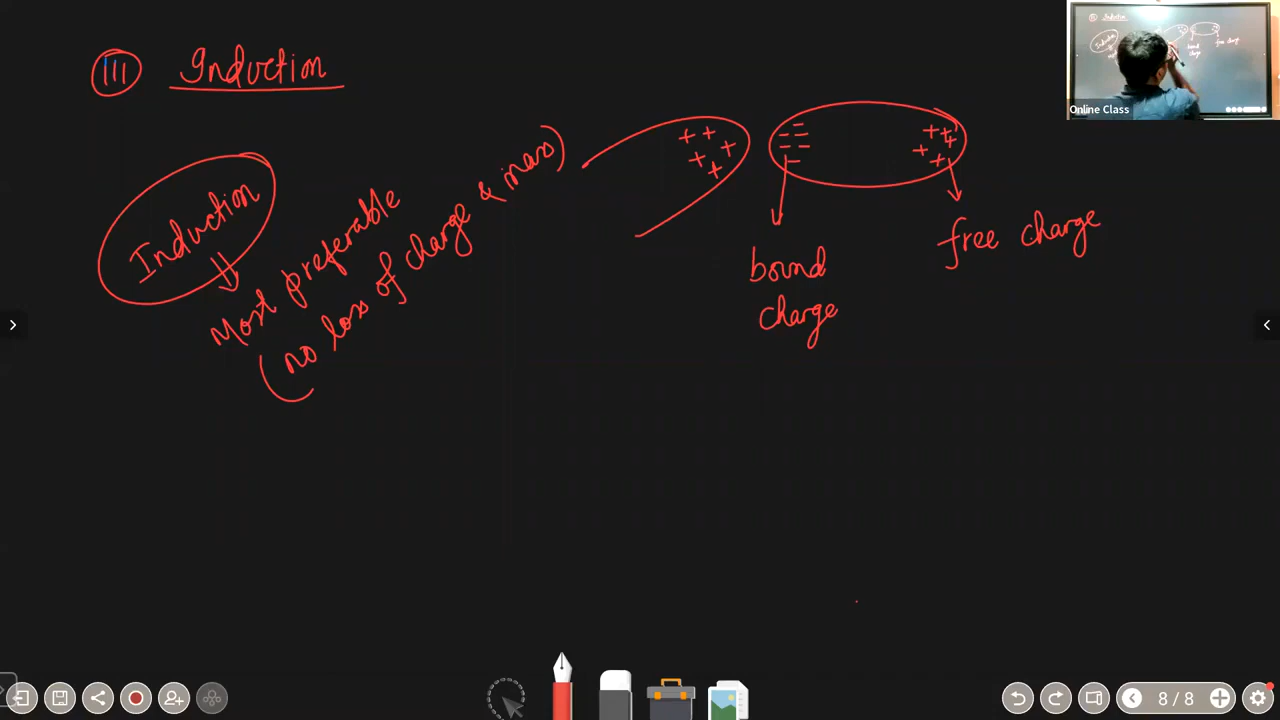 III Induction
Induction
Most preferable
(no loss of charge & mass)
+ + + + +
- - - - -
+ + + + +
bound
charge
free charge
Online Class
8/8